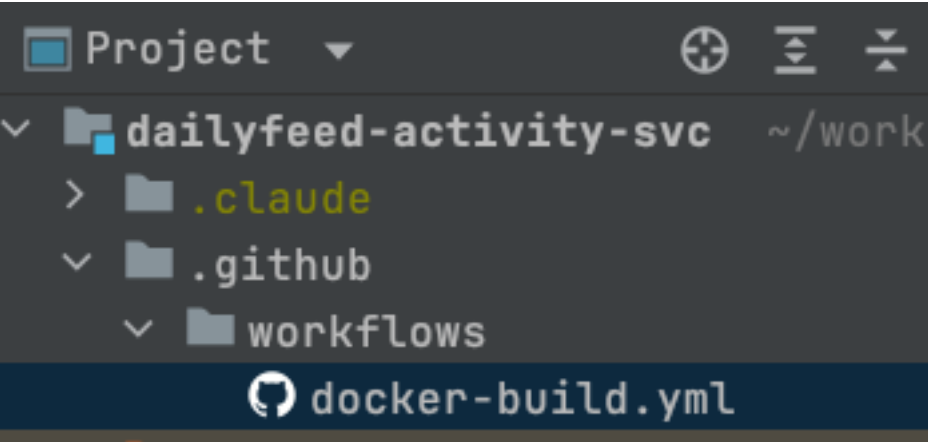 Project
dailyfeed-activity-svc ~/work
.claude
.github
workflows
docker-build.yml